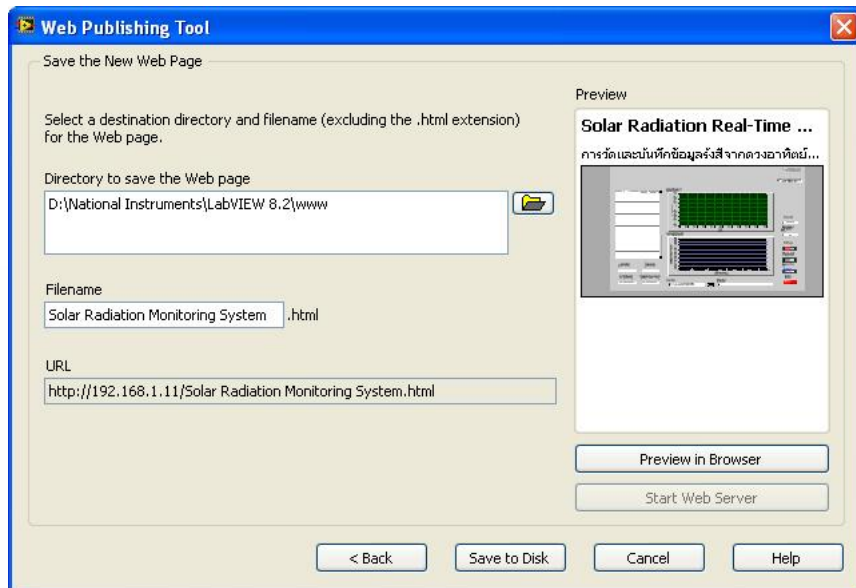 Web Publishing Tool
Save the New Web Page
Select a destination directory and filename (excluding the .html extension)
for the Web page.
Directory to save the Web page
D:\National Instruments\LabVIEW 8.2\www
Filename
Solar Radiation Monitoring System .html
URL
http://192.168.1.11/Solar Radiation Monitoring System.html
Preview
Solar Radiation Real-Time ...
การวัดและบันทึกข้อมูลรังสีจากดวงอาทิตย์...
Preview in Browser
Start Web Server
< Back
Save to Disk
Cancel
Help